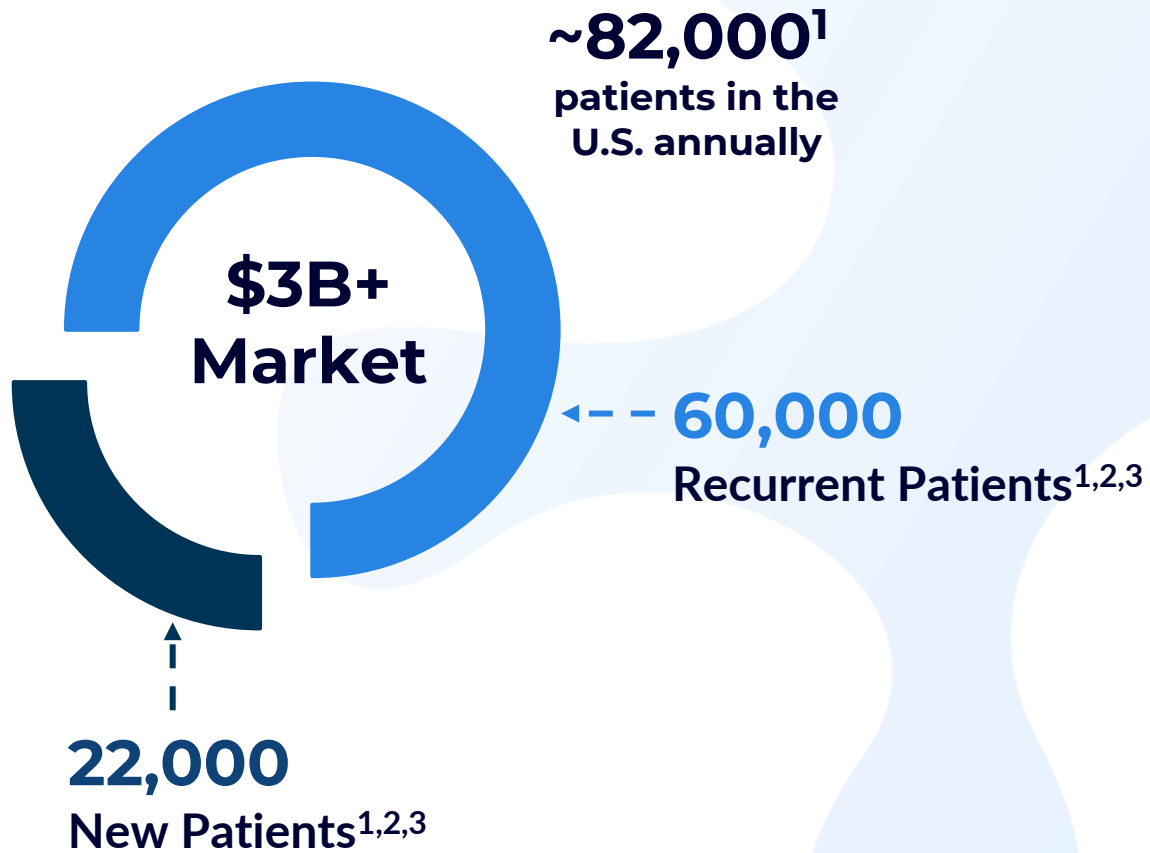 ~82,000¹
patients in the
U.S. annually
$3B+
Market
60,000
Recurrent Patients¹,²,³
22,000
New Patients¹,²,³